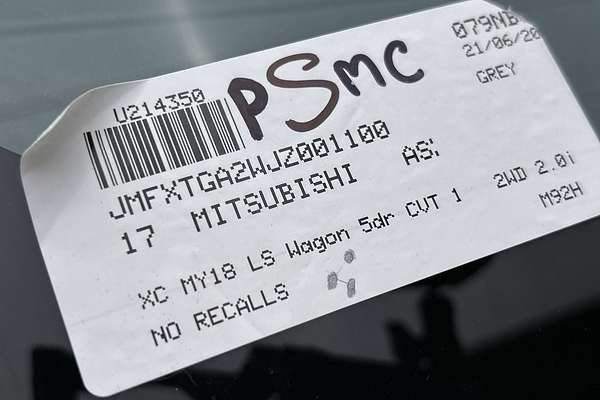 U214350
PSMC
079NB
21/06/20
GREY
JMFXTGA2WJZ001100
17 MITSUBISHI AS
XC MY18 LS Wagon 5dr CVT 1 2WD 2.0i
NO RECALLS M92H